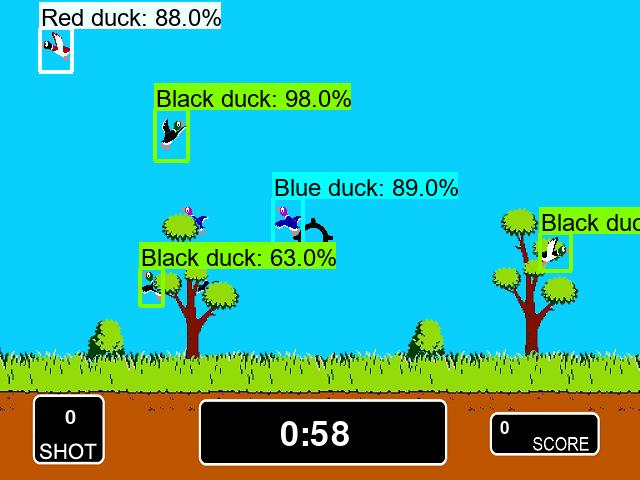 Red duck: 88.0%
Black duck: 98.0%
Blue duck: 89.0%
Black duc
Black duck: 63.0%
0
SHOT
0:58
0
SCORE